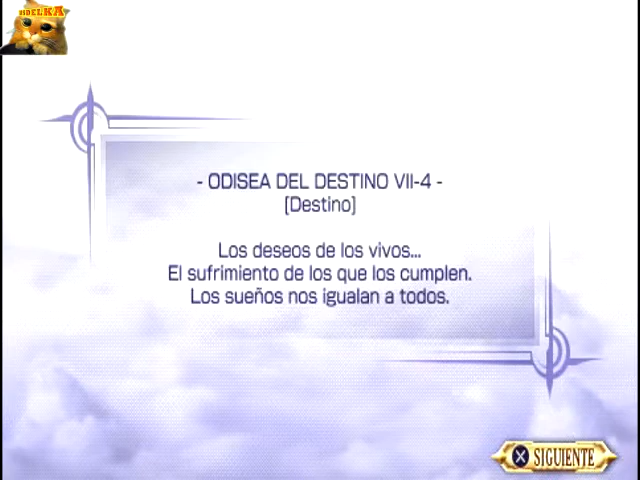 ISDELKA
- ODISEA DEL DESTINO VII-4 -
[Destino]
Los deseos de los vivos...
El sufrimiento de los que los cumplen.
Los sueños nos igualan a todos.
SIGUIENTE